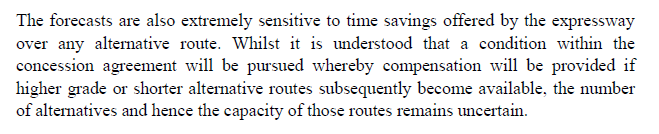 The forecasts are also extremely sensitive to time savings offered by the expressway
over any alternative route. Whilst it is understood that a condition within the
concession agreement will be pursued whereby compensation will be provided if
higher grade or shorter alternative routes subsequently become available, the number
of alternatives and hence the capacity of those routes remains uncertain.